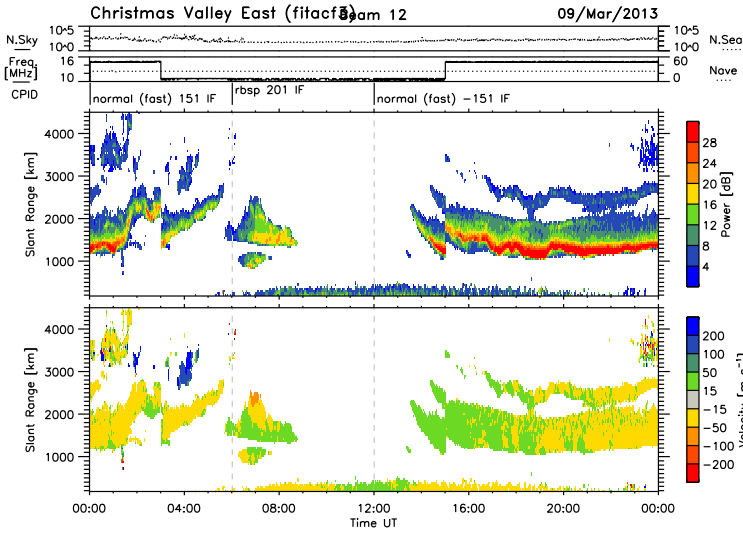 Christmas Valley East (fitacf3)
Beam 12
09/Mar/2013
N.Sky
10^5
10^0
10^5
10^0
N.Sea
Freq.
[MHz]
16
10
60
0
Nave
CPID
normal (fast) 151 IF
rbsp 201 IF
normal (fast) -151 IF
Slant Range [km]
4000
3000
2000
1000
28
24
20
16
12
8
4
Power [dB]
Slant Range [km]
4000
3000
2000
1000
200
100
50
15
-15
-50
-100
-200
Velocity [m s^-1]
00:00
04:00
08:00
12:00
16:00
20:00
00:00
Time UT